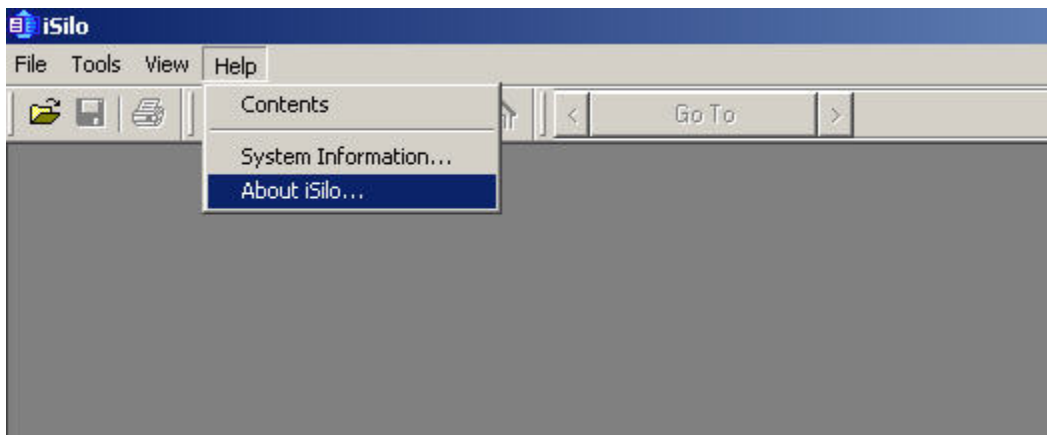 iSilo
File Tools View Help
Contents
< Go To >
System Information...
About iSilo...